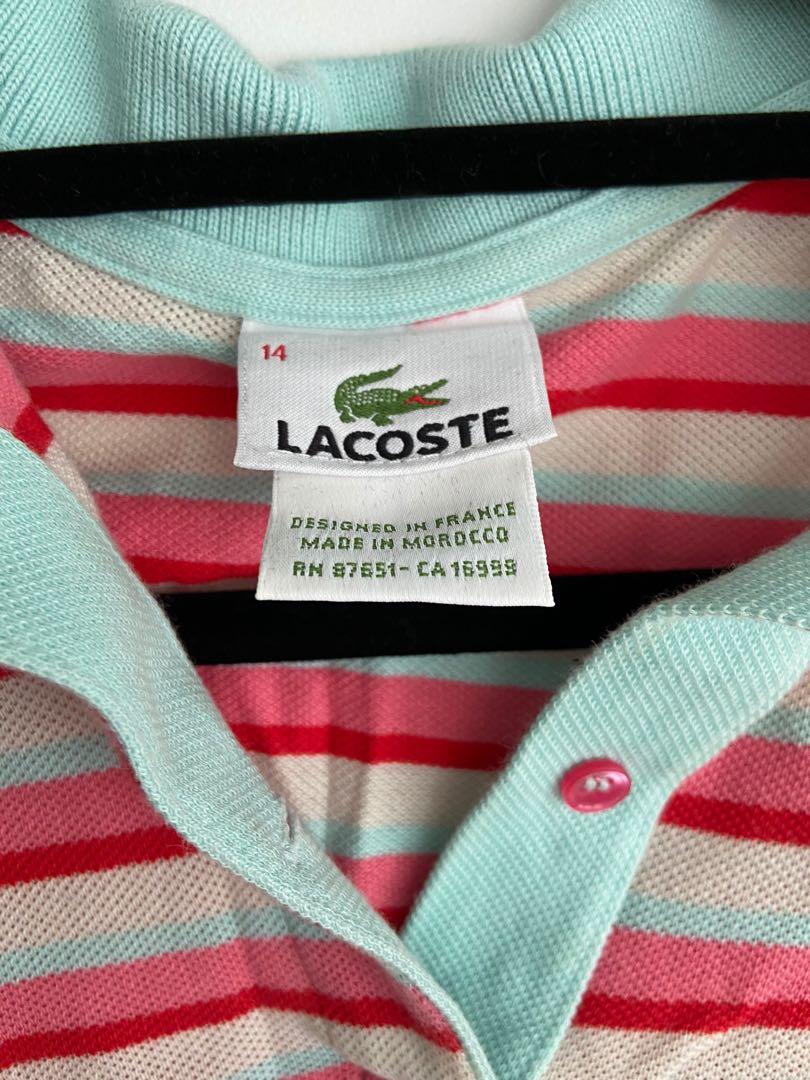 14
LACOSTE
DESIGNED IN FRANCE
MADE IN MOROCCO
RN 87651- CA 16999